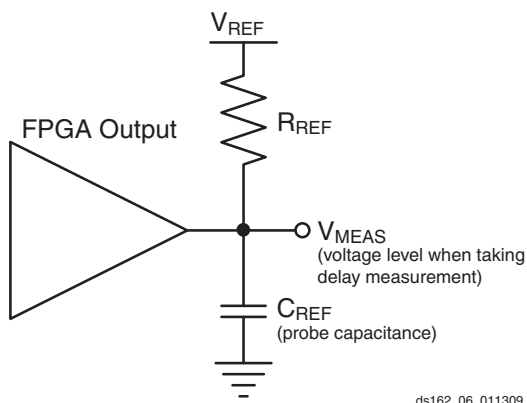 VREF
RREF
FPGA Output
VMEAS
(voltage level when taking
delay measurement)
CREF
(probe capacitance)
ds162_06_011309